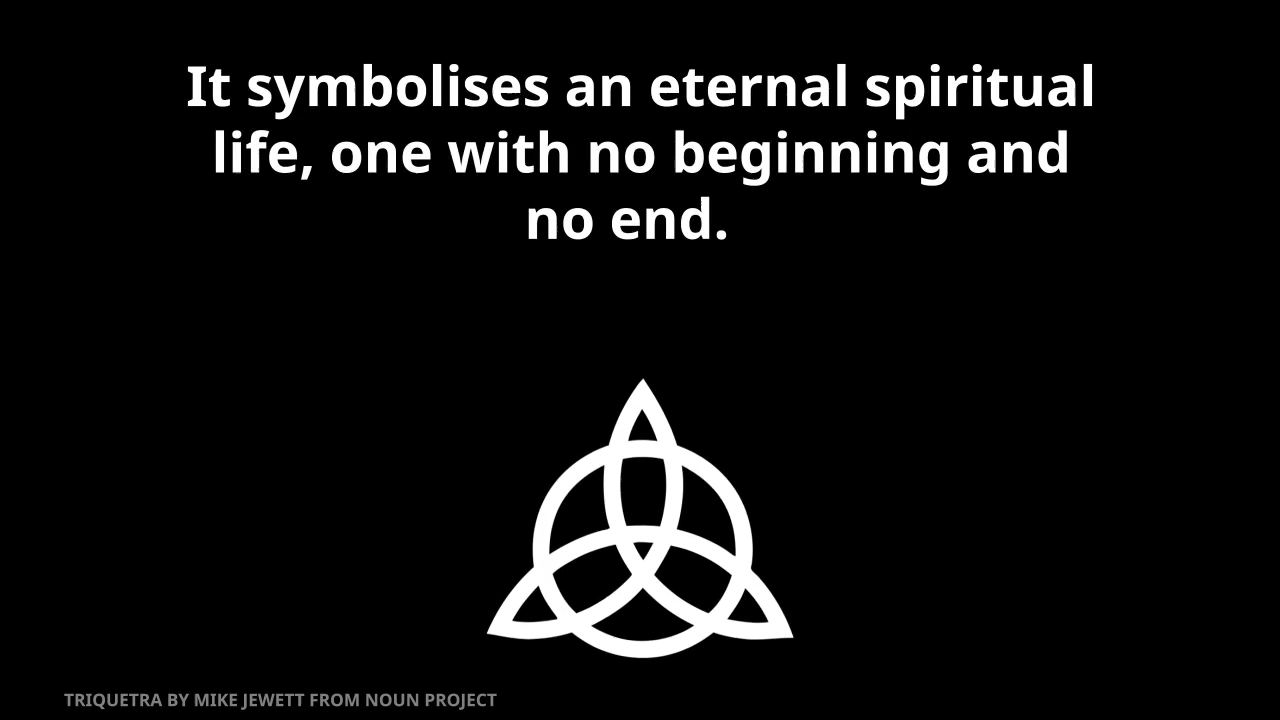 It symbolises an eternal spiritual
life, one with no beginning and
no end.
TRIQUETRA BY MIKE JEWETT FROM NOUN PROJECT